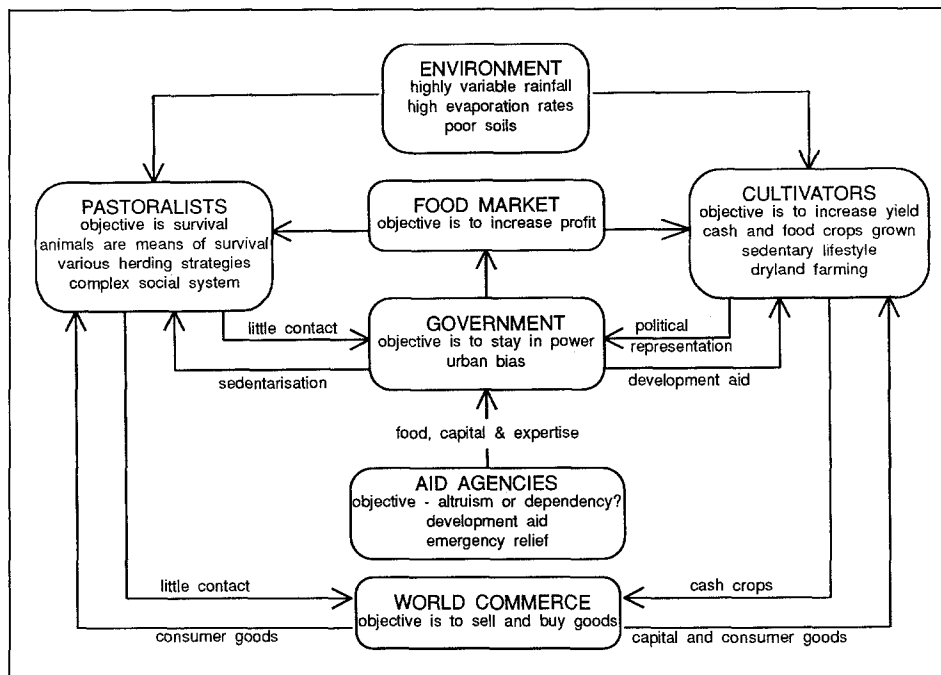 ENVIRONMENT
highly variable rainfall
high evaporation rates
poor soils
PASTORALISTS
objective is survival
animals are means of survival
various herding strategies
complex social system
FOOD MARKET
objective is to increase profit
CULTIVATORS
objective is to increase yield
cash and food crops grown
sedentary lifestyle
dryland farming
little contact
GOVERNMENT
objective is to stay in power
urban bias
political
representation
sedentarisation
development aid
food, capital & expertise
AID AGENCIES
objective - altruism or dependency?
development aid
emergency relief
little contact
WORLD COMMERCE
objective is to sell and buy goods
cash crops
consumer goods
capital and consumer goods